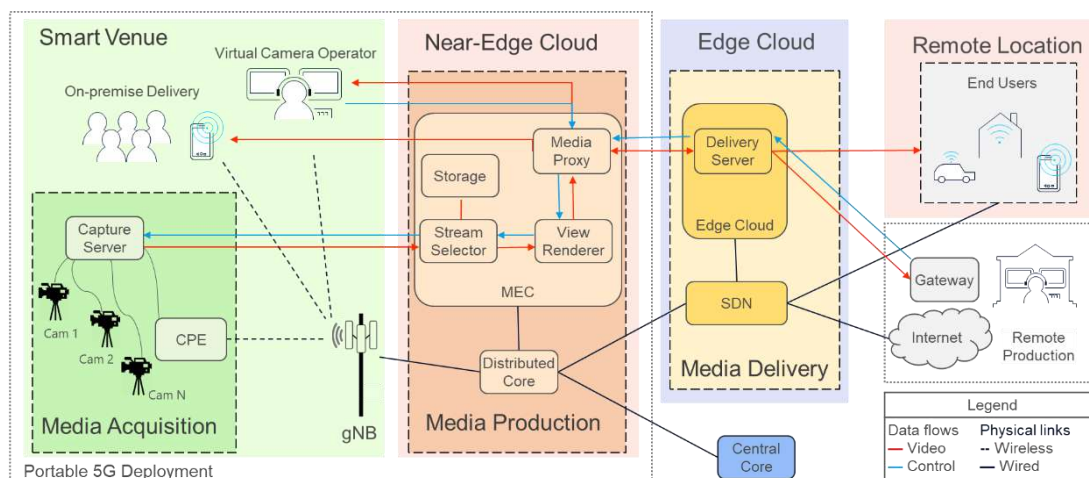 Smart Venue
Virtual Camera Operator
On-premise Delivery
Capture
Server
Cam 1
Cam 2
Cam N
CPE
Media Acquisition
gNB
Portable 5G Deployment
Near-Edge Cloud
Media
Proxy
Storage
Stream
Selector
View
Renderer
MEC
Distributed
Core
Media Production
Edge Cloud
Delivery
Server
Edge Cloud
SDN
Media Delivery
Central
Core
Remote Location
End Users
Gateway
Internet
Remote
Production
Legend
Data flows
Physical links
Video
Wireless
Control
Wired